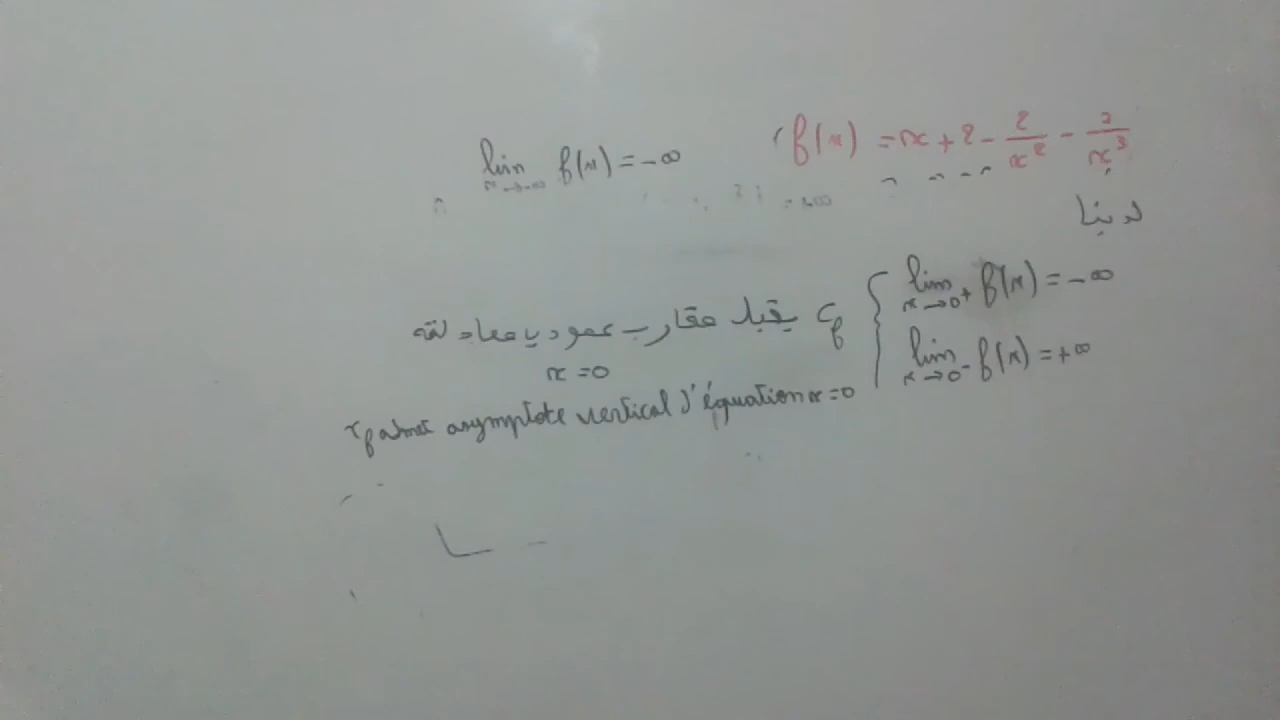 f(x) = x + 2 - 2/x² - 2/x³
lim x→-∞ f(x) = -∞
= +∞
لدينا
lim x→0+ f(x) = -∞
lim x→0- f(x) = +∞
Cf يقبل مقارب عموديا معادلته
x = 0
Cf admet asymptote vertical d'équation x = 0